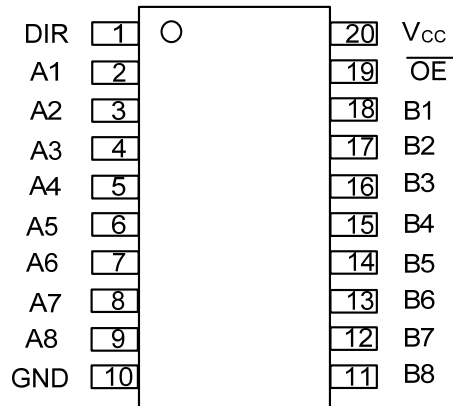 DIR 1 20 VCC
A1 2 19 OE
A2 3 18 B1
A3 4 17 B2
A4 5 16 B3
A5 6 15 B4
A6 7 14 B5
A7 8 13 B6
A8 9 12 B7
GND 10 11 B8